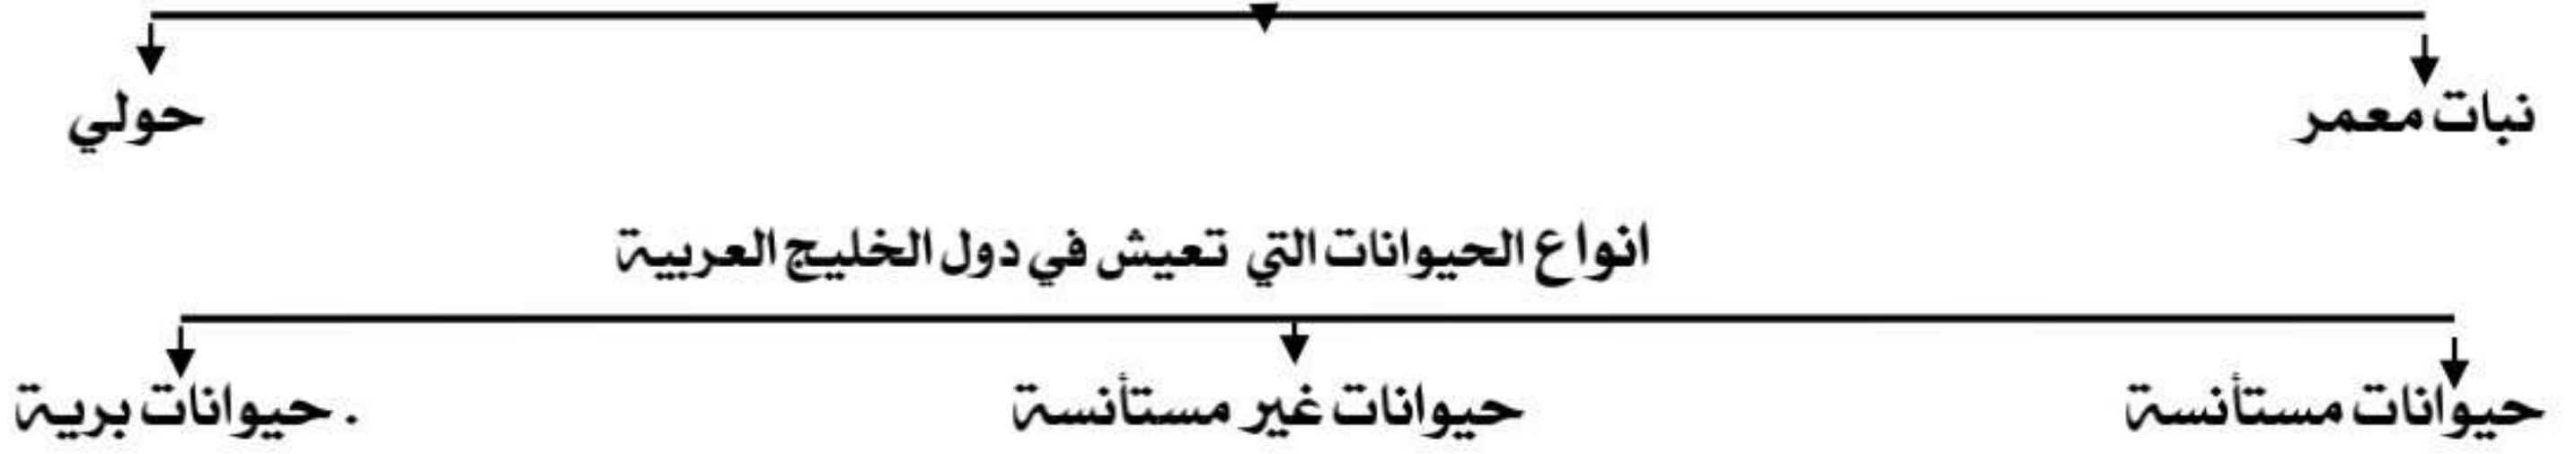 نبات معمر حولي
انواع الحيوانات التي تعيش في دول الخليج العربية
حيوانات مستأنسة حيوانات غير مستأنسة . حيوانات برية